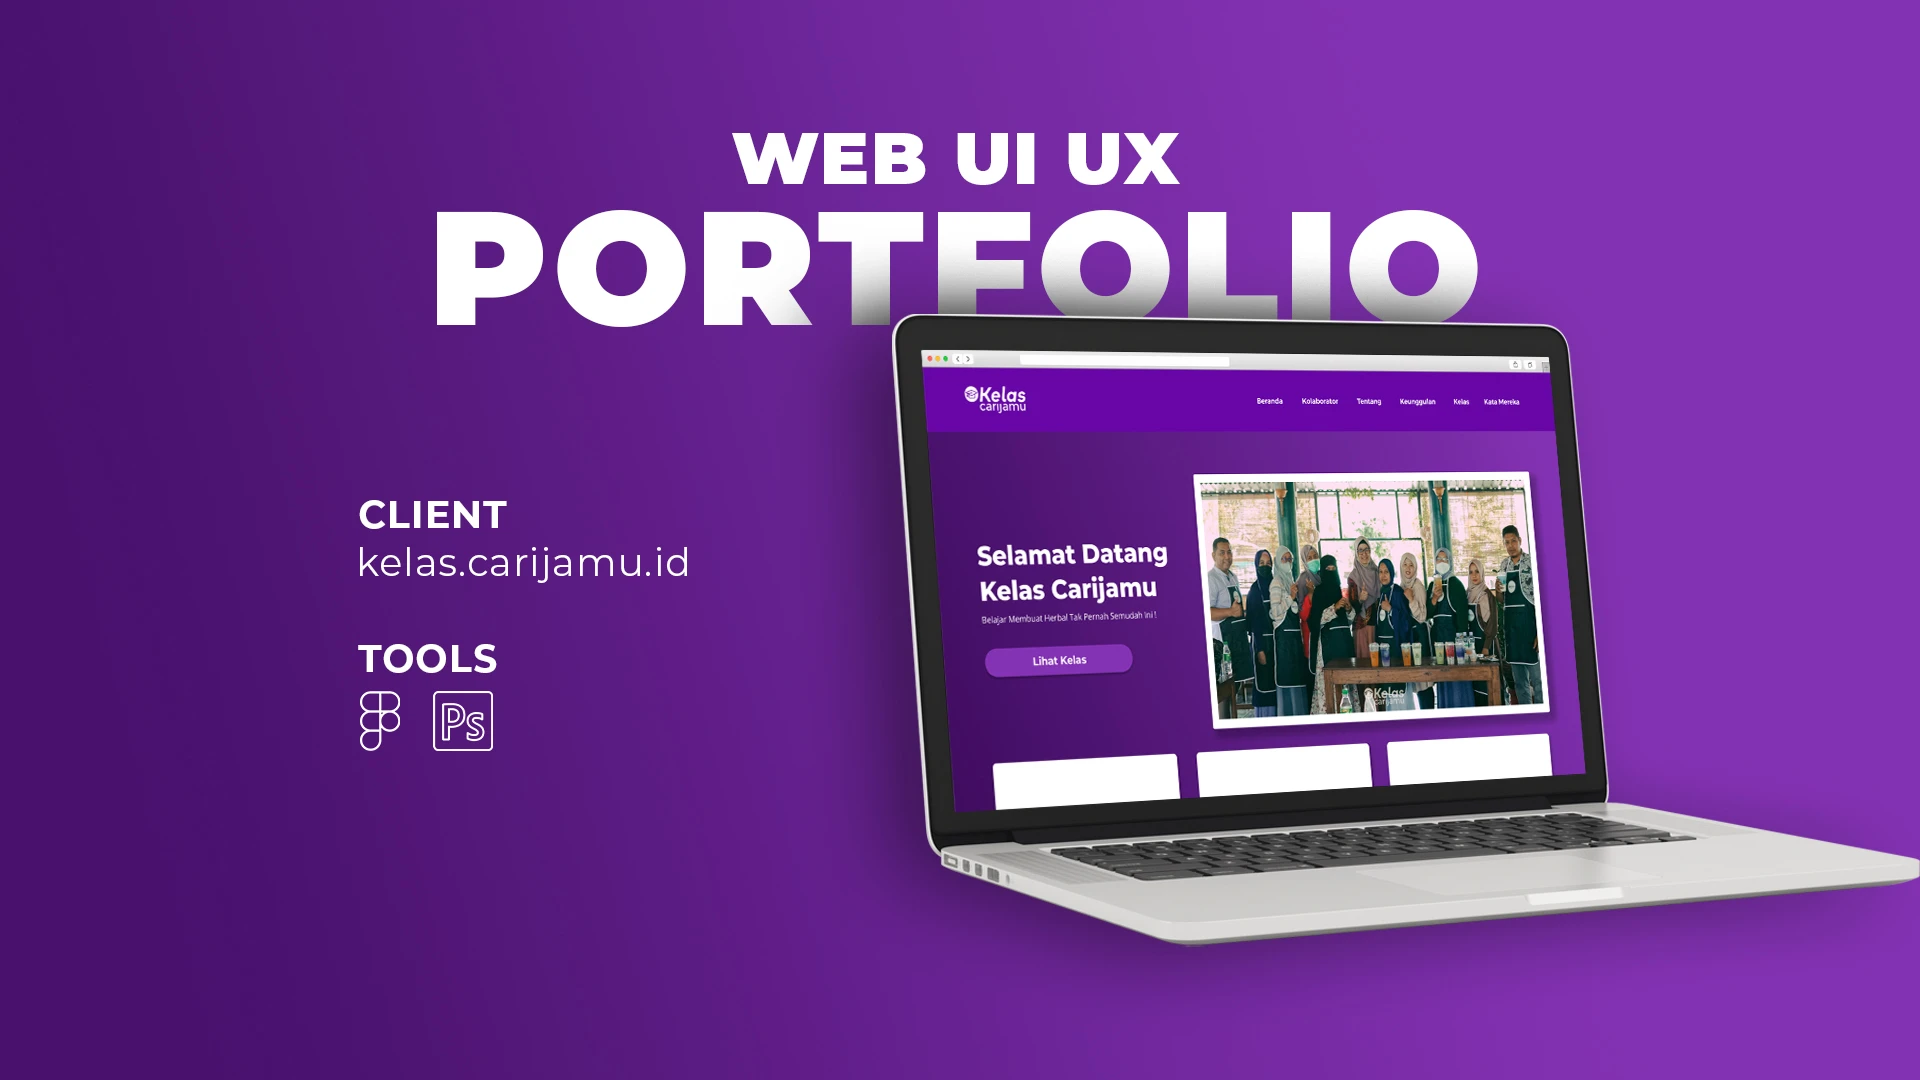 WEB UI UX
PORTFOLIO
CLIENT
kelas.carijamu.id
TOOLS
Ps
Kelas
carijamu
Beranda Kolaborator Tentang Keunggulan Kelas Kata Mereka
Selamat Datang
Kelas Carijamu
Belajar Membuat Herbal Tak Pernah Semudah Ini !
Lihat Kelas
Kelas
carijamu